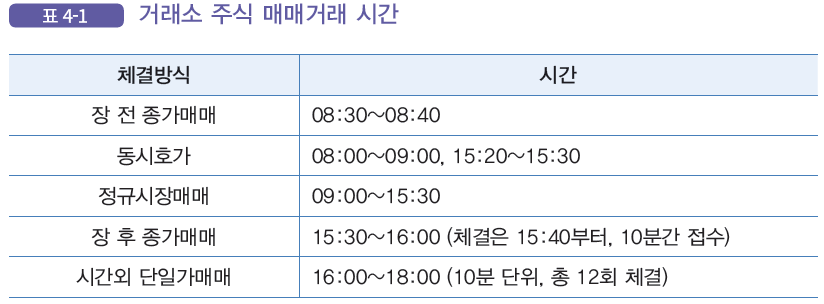 표 4-1 거래소 주식 매매거래 시간
체결방식 시간
장 전 종가매매 08:30~08:40
동시호가 08:00~09:00, 15:20~15:30
정규시장매매 09:00~15:30
장 후 종가매매 15:30~16:00 (체결은 15:40부터, 10분간 접수)
시간외 단일가매매 16:00~18:00 (10분 단위, 총 12회 체결)